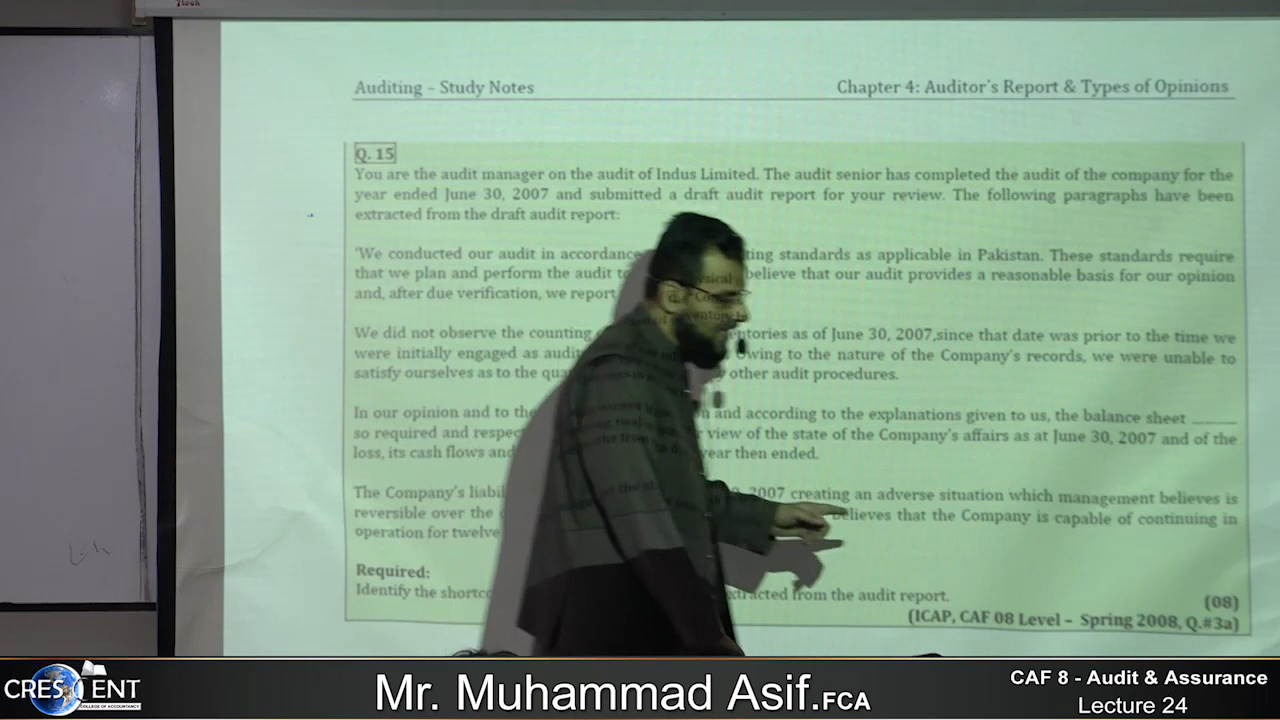 Auditing – Study Notes Chapter 4: Auditor's Report & Types of Opinions
Q. 15
You are the audit manager on the audit of Indus Limited. The audit senior has completed the audit of the company for the
year ended June 30, 2007 and submitted a draft audit report for your review. The following paragraphs have been
extracted from the draft audit report:
"We conducted our audit in accordance ting standards as applicable in Pakistan. These standards require
that we plan and perform the audit to believe that our audit provides a reasonable basis for our opinion
and, after due verification, we report
We did not observe the counting ntories as of June 30, 2007,since that date was prior to the time we
were initially engaged as audit owing to the nature of the Company's records, we were unable to
satisfy ourselves as to the qua other audit procedures.
In our opinion and to the n and according to the explanations given to us, the balance sheet ..........
so required and respec view of the state of the Company's affairs as at June 30, 2007 and of the
loss, its cash flows and year then ended.
The Company's liabil 2007 creating an adverse situation which management believes is
reversible over the believes that the Company is capable of continuing in
operation for twelve
Required:
Identify the shortco xtracted from the audit report.
(08)
(ICAP, CAF 08 Level – Spring 2008, Q.#3a)
CRESCENT
COLLEGE OF ACCOUNTANCY
Mr. Muhammad Asif.FCA
CAF 8 - Audit & Assurance
Lecture 24